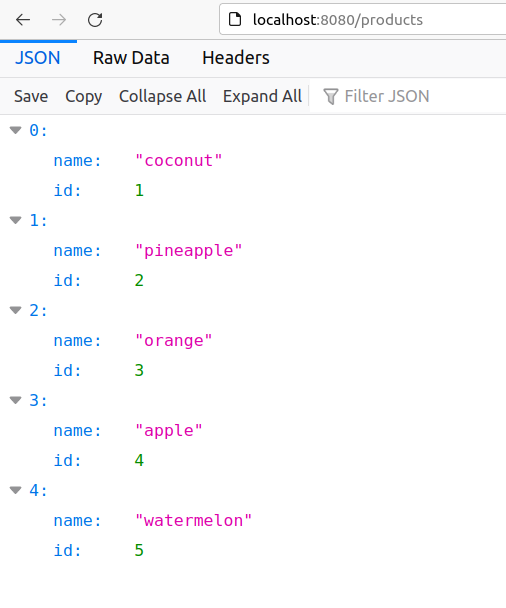 localhost:8080/products
JSON Raw Data Headers
Save Copy Collapse All Expand All Filter JSON
0:
name: "coconut"
id: 1
1:
name: "pineapple"
id: 2
2:
name: "orange"
id: 3
3:
name: "apple"
id: 4
4:
name: "watermelon"
id: 5